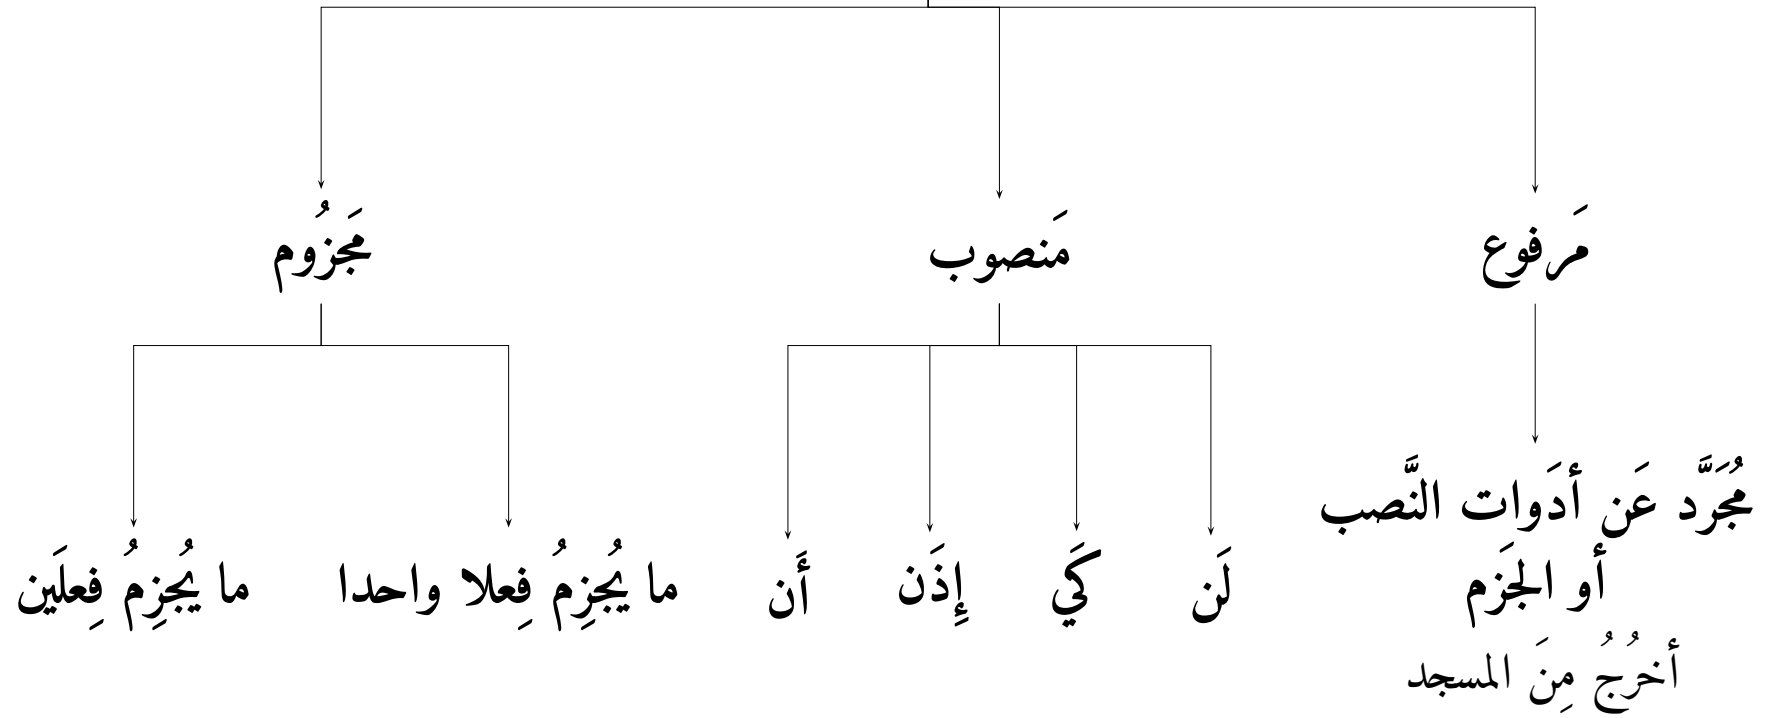 مَرفوع
مَنصوب
مَجزُوم
مُجَرَّد عَن أدَوات النَّصب
أو الجَزم
أخرُجُ مِنَ المسجد
لَن
كَي
إِذَن
أَن
ما يُجزِمُ فِعلا واحدا
ما يُجزِمُ فِعلَين